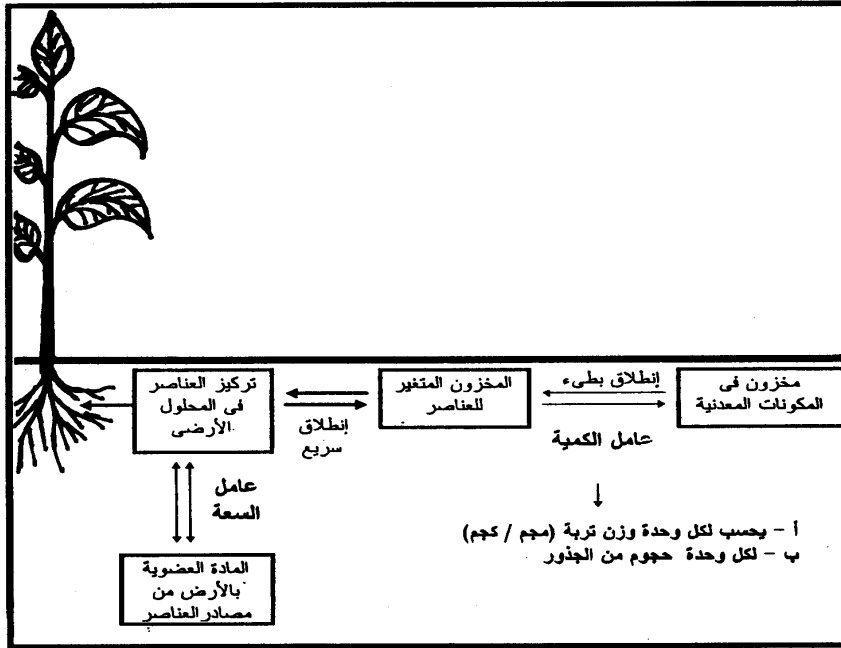 مخزون فى
المكونات المعدنية
إنطلاق بطىء
عامل الكمية
المخزون المتغير
للعناصر
إنطلاق
سريع
تركيز العناصر
فى المحلول
الأرضى
عامل
السعة
المادة العضوية
بالأرض من
مصادر العناصر
أ – يحسب لكل وحدة وزن تربة (مجم / كجم)
ب – لكل وحدة حجوم من الجذور